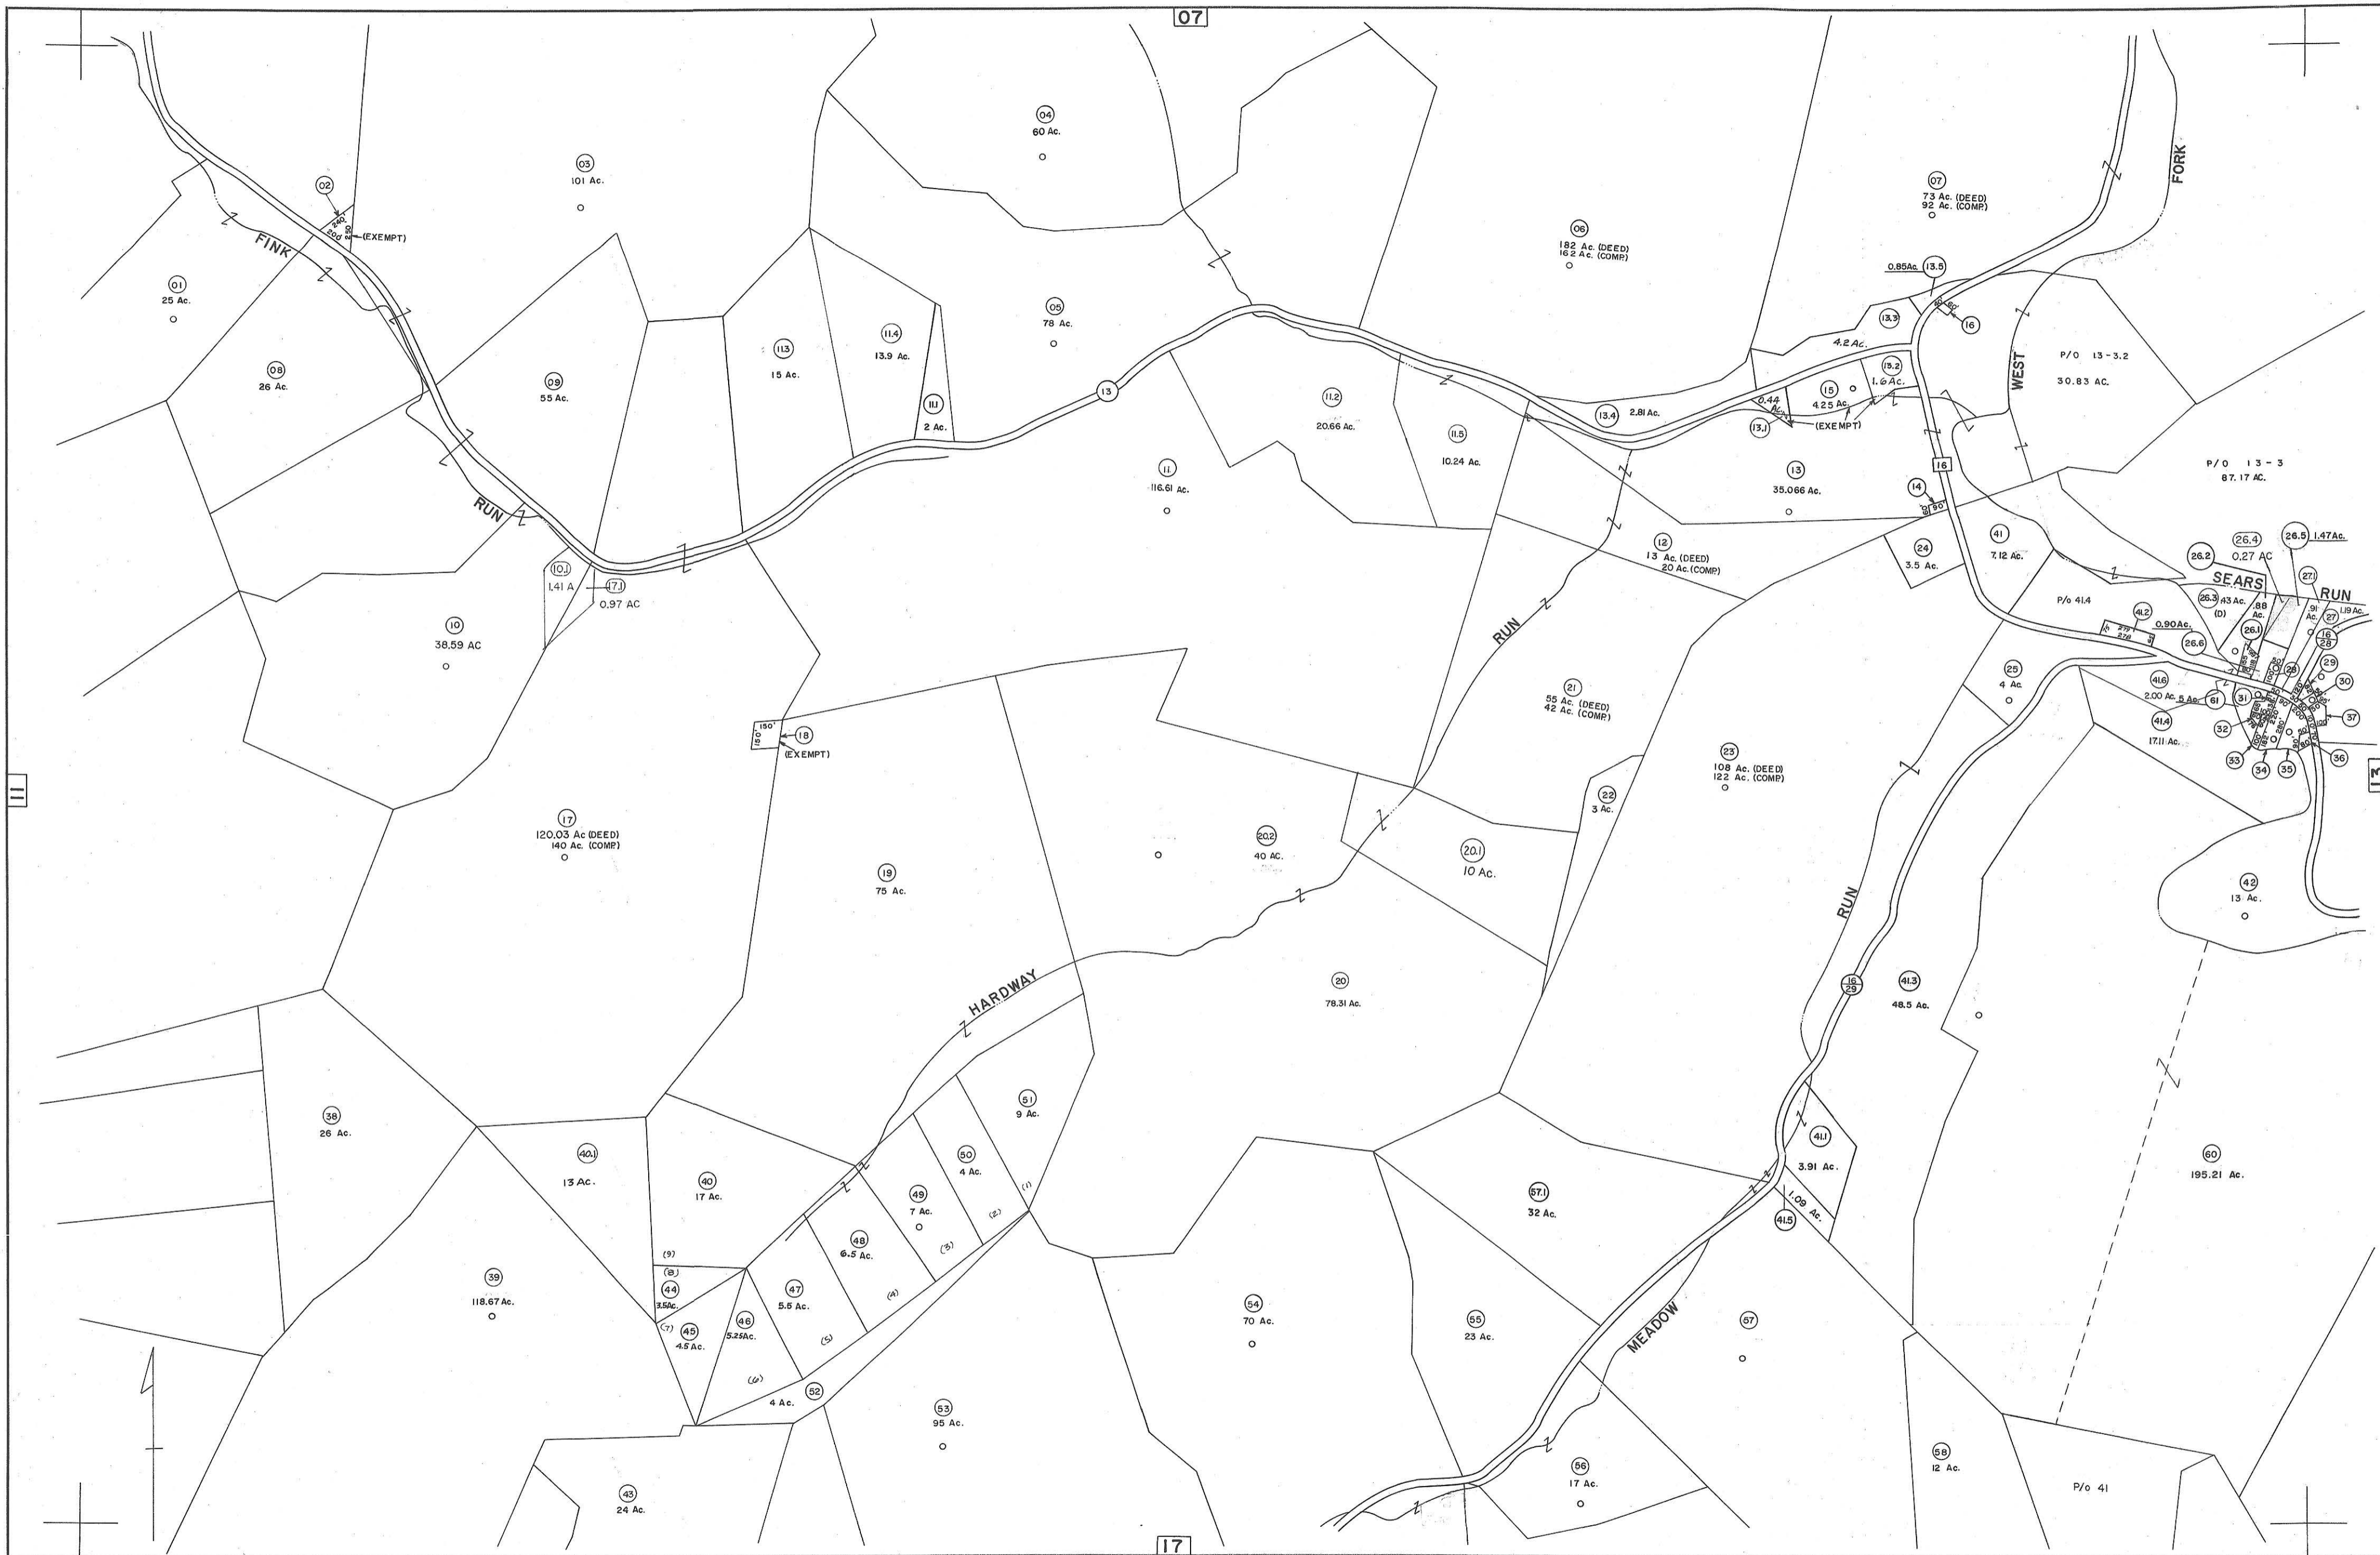 07
04
60 Ac.
03
101 Ac.
02
240'
200'
250
(EXEMPT)
FINK
01
25 Ac.
08
26 Ac.
09
55 Ac.
11.3
15 Ac.
11.4
13.9 Ac.
11.1
2 Ac.
05
78 Ac.
06
182 Ac. (DEED)
162 Ac. (COMP.)
07
73 Ac. (DEED)
92 Ac. (COMP.)
FORK
0.85Ac.
13.5
60'
16
13.3
4.2 Ac.
WEST
P/O 13-3.2
30.83 AC.
13
11.2
20.66 Ac.
11.5
10.24 Ac.
13.4
2.81 Ac.
0.44
Ac.
13.1
15
4.25 Ac.
13.2
1.6 Ac.
(EXEMPT)
13
35.066 Ac.
16
P/O 13-3
87.17 AC.
14
60'
90'
11
116.61 Ac.
RUN
10.1
1.41 A
17.1
0.97 AC
10
38.59 AC
12
13 Ac. (DEED)
20 Ac. (COMP.)
24
3.5 Ac.
41
7.12 Ac.
26.2
26.4
0.27 AC
26.5
1.47Ac.
SEARS
RUN
27.1
26.3
.43 Ac.
(D)
.88
Ac.
.91
Ac.
27
1.19 Ac.
P/o 41.4
41.2
0.90Ac.
278
26.6
26.1
16
28
28
29
30
25
4 Ac.
41.6
2.00 Ac.
.5 Ac.
61
31
32
33
34
35
36
37
41.4
17.11 Ac.
RUN
21
55 Ac. (DEED)
42 Ac. (COMP.)
150'
150'
18
(EXEMPT)
23
108 Ac. (DEED)
122 Ac. (COMP.)
22
3 Ac.
11
13
17
120.03 Ac (DEED)
140 Ac. (COMP.)
19
75 Ac.
20.2
40 AC.
20.1
10 Ac.
RUN
42
13 Ac.
HARDWAY
20
78.31 Ac.
16
29
41.3
48.5 Ac.
38
26 Ac.
40.1
13 Ac.
40
17 Ac.
51
9 Ac.
50
4 Ac.
49
7 Ac.
48
6.5 Ac.
47
5.5 Ac.
46
5.25Ac.
45
4.5 Ac.
44
3.5Ac.
(1)
(2)
(3)
(4)
(5)
(6)
(7)
(8)
(9)
41.1
3.91 Ac.
1.09 Ac.
41.5
60
195.21 Ac.
39
118.67 Ac.
57.1
32 Ac.
54
70 Ac.
55
23 Ac.
MEADOW
57
52
4 Ac.
53
95 Ac.
43
24 Ac.
56
17 Ac.
58
12 Ac.
P/o 41
17